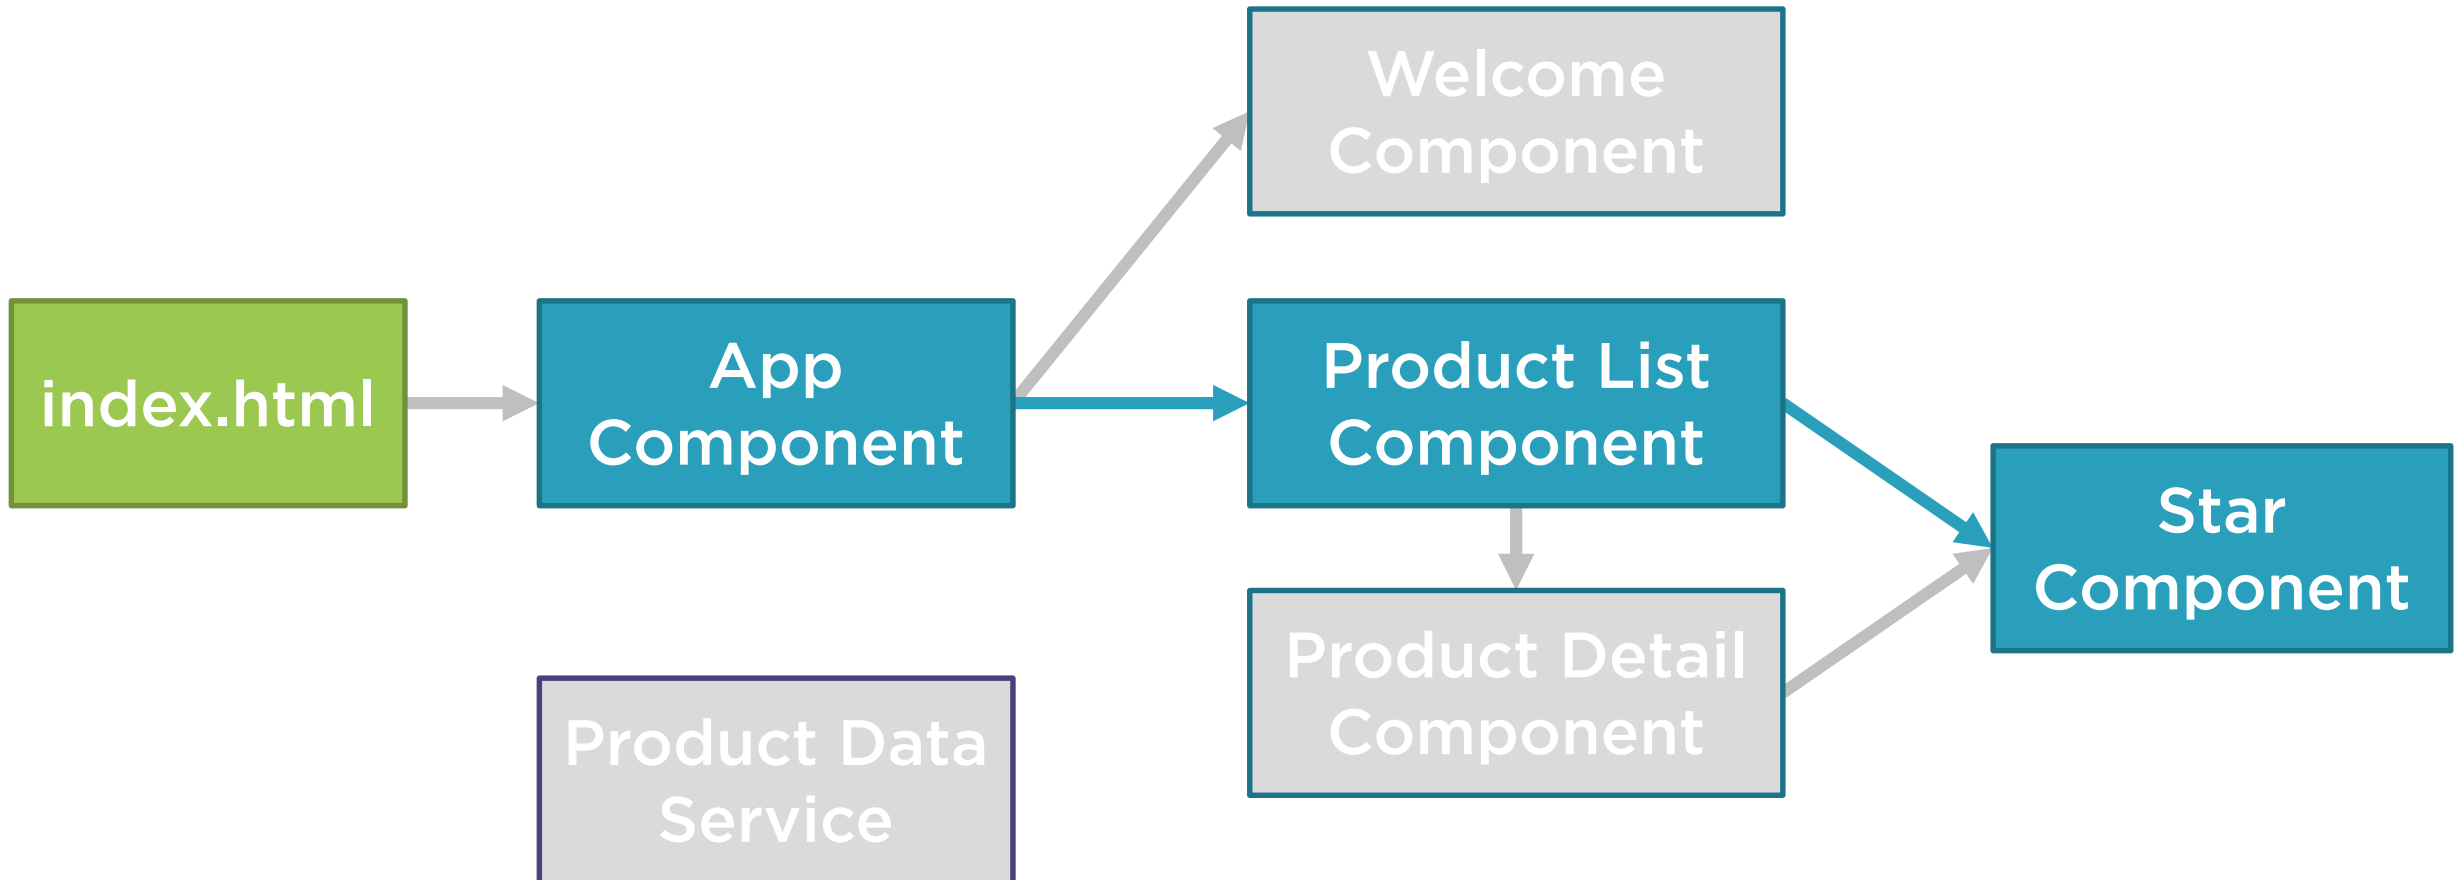 Welcome
Component
index.html
App
Component
Product List
Component
Star
Component
Product Detail
Component
Product Data
Service